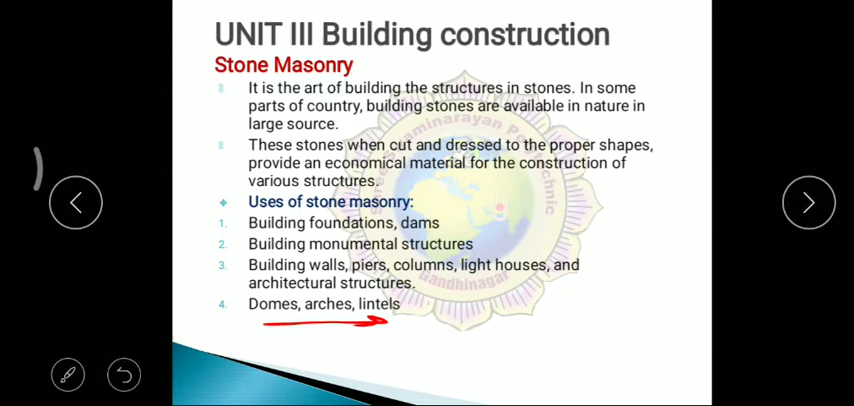 UNIT III Building construction
Stone Masonry
It is the art of building the structures in stones. In some
parts of country, building stones are available in nature in
large source.
These stones when cut and dressed to the proper shapes,
provide an economical material for the construction of
various structures.
Uses of stone masonry:
1. Building foundations, dams
2. Building monumental structures
3. Building walls, piers, columns, light houses, and
architectural structures.
4. Domes, arches, lintels
Gandhinagar